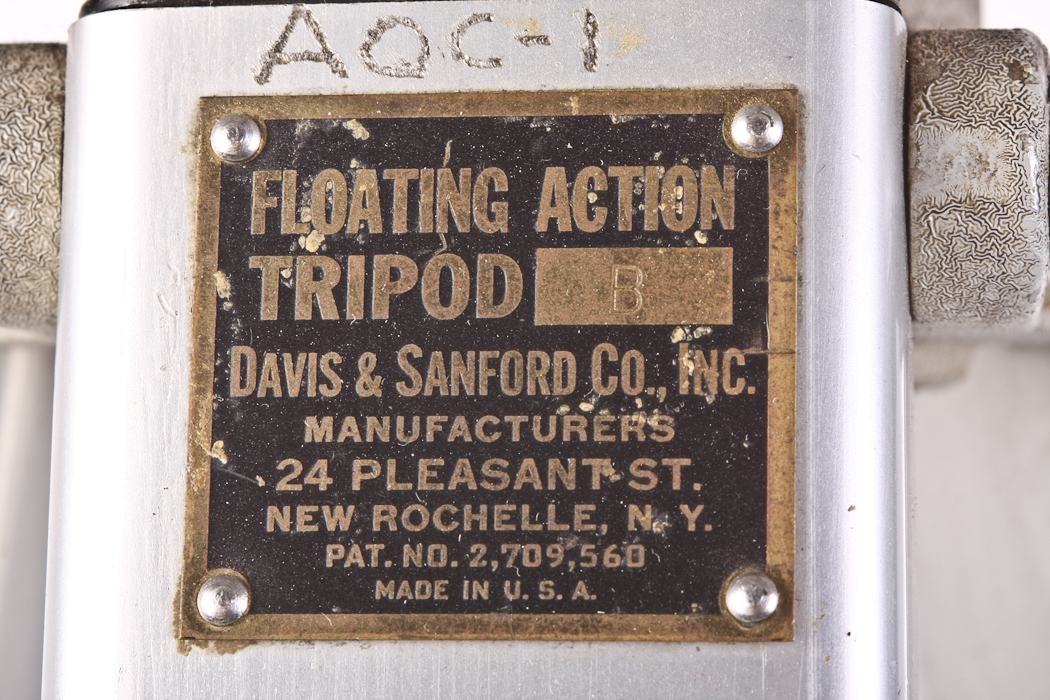 AOC-1
FLOATING ACTION
TRIPOD B
DAVIS & SANFORD CO., INC.
MANUFACTURERS
24 PLEASANT ST.
NEW ROCHELLE, N. Y.
PAT. NO. 2,709,560
MADE IN U. S. A.